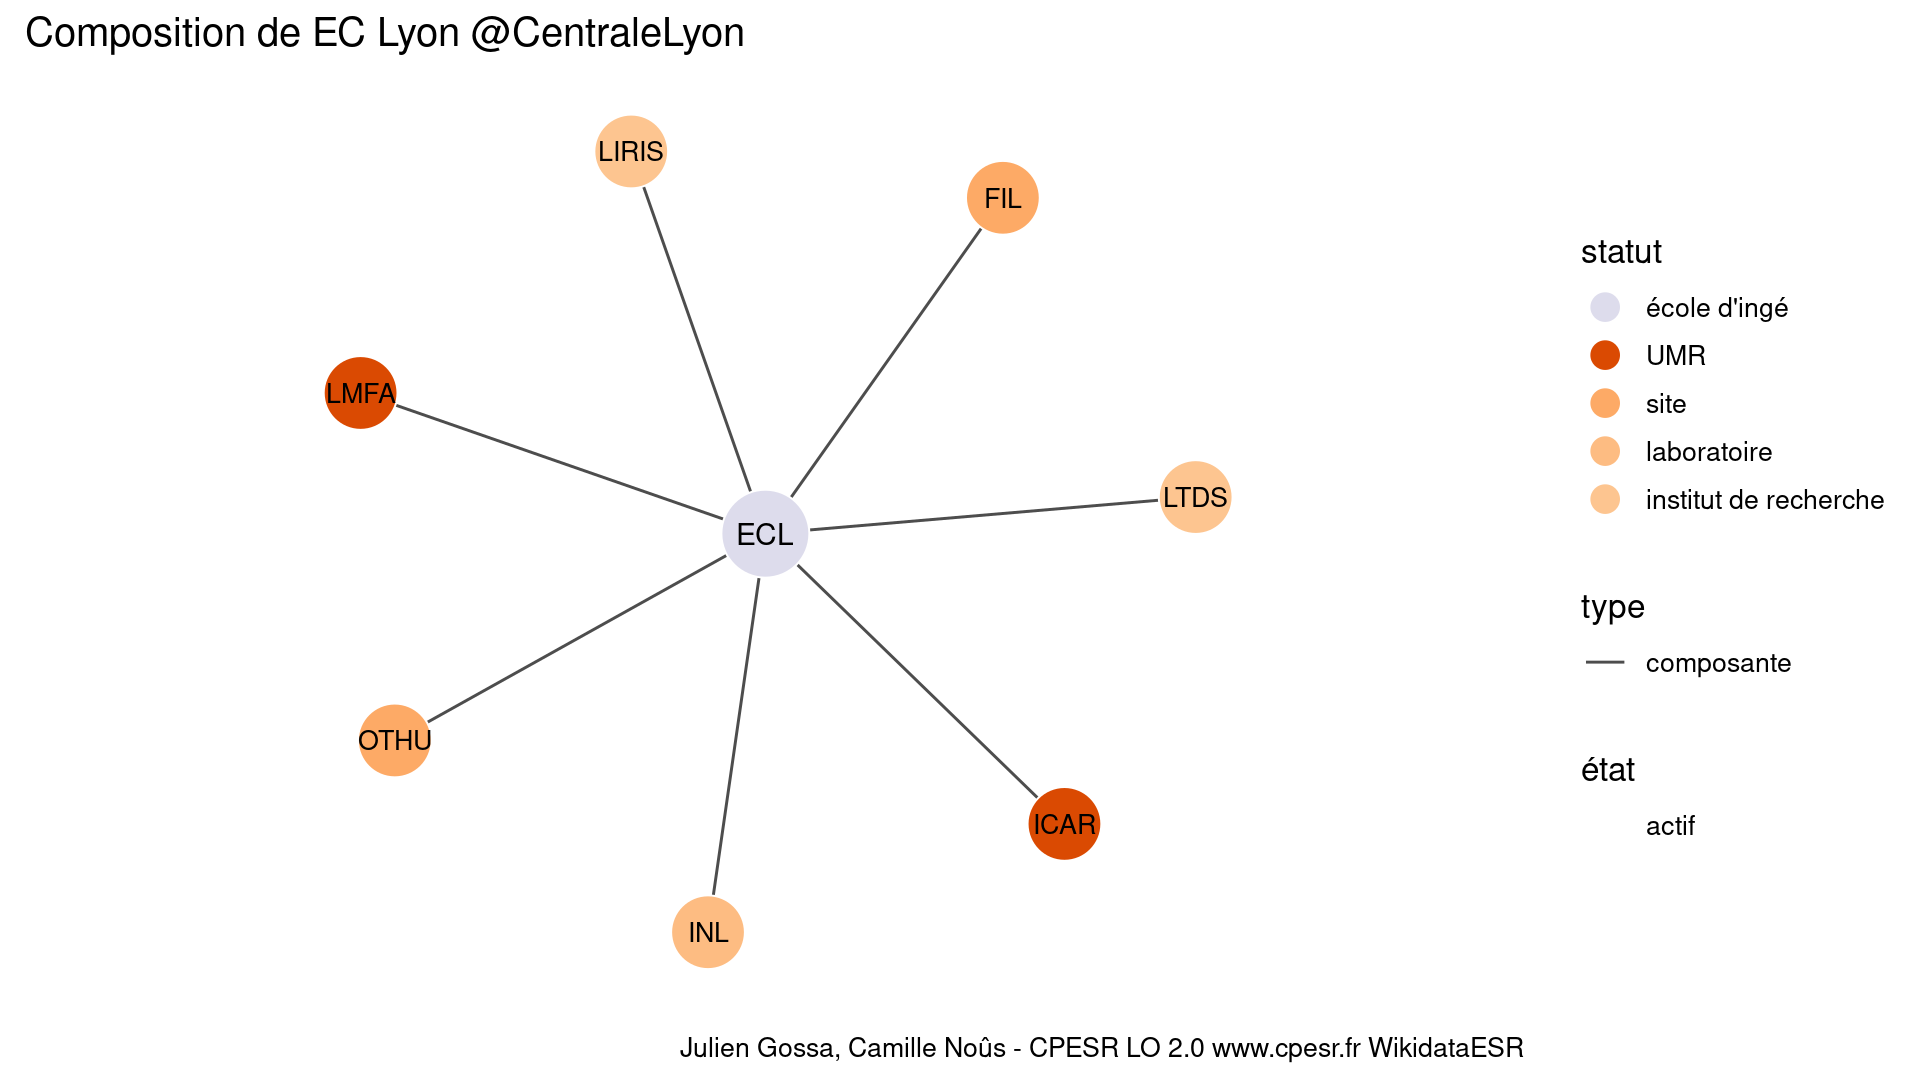 Composition de EC Lyon @CentraleLyon
LIRIS
FIL
LMFA
LTDS
ECL
OTHU
ICAR
INL
statut
école d'ingé
UMR
site
laboratoire
institut de recherche
type
composante
état
actif
Julien Gossa, Camille Noûs - CPESR LO 2.0 www.cpesr.fr WikidataESR